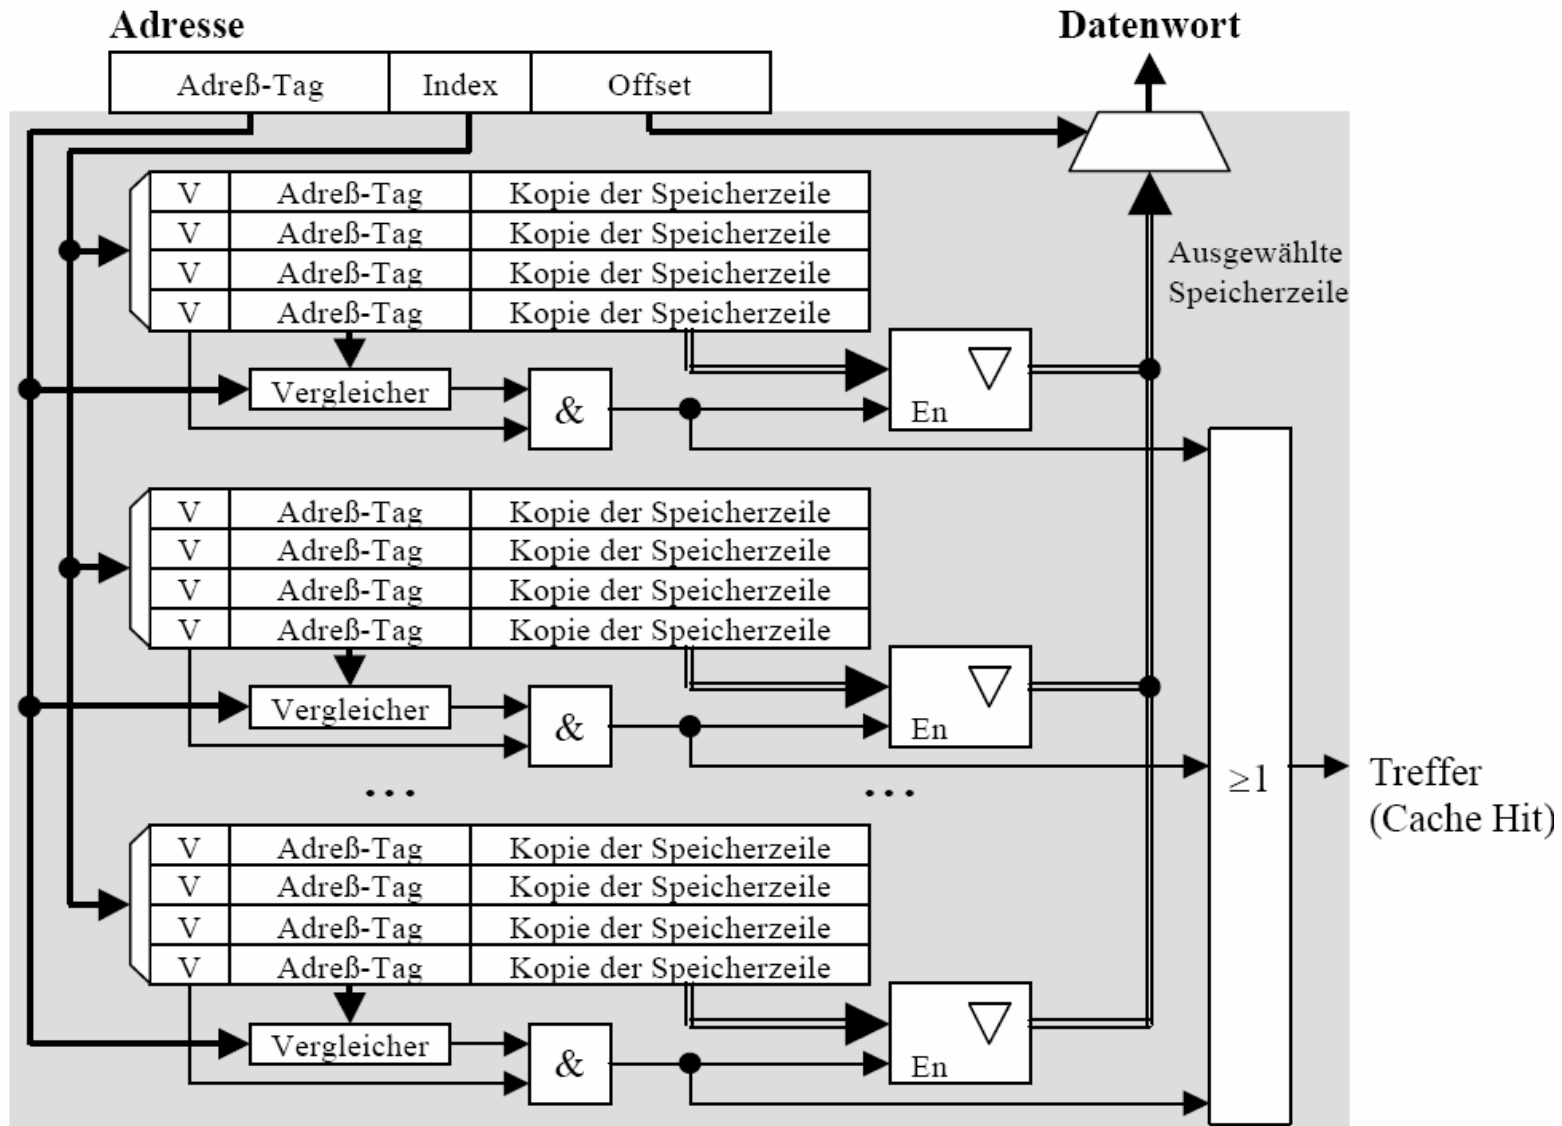 Adresse
Datenwort
Adreß-Tag Index Offset
V Adreß-Tag Kopie der Speicherzeile
V Adreß-Tag Kopie der Speicherzeile
V Adreß-Tag Kopie der Speicherzeile
V Adreß-Tag Kopie der Speicherzeile
Ausgewählte
Speicherzeile
Vergleicher
&
En
V Adreß-Tag Kopie der Speicherzeile
V Adreß-Tag Kopie der Speicherzeile
V Adreß-Tag Kopie der Speicherzeile
V Adreß-Tag Kopie der Speicherzeile
Vergleicher
&
En
... ...
≥1
Treffer
(Cache Hit)
V Adreß-Tag Kopie der Speicherzeile
V Adreß-Tag Kopie der Speicherzeile
V Adreß-Tag Kopie der Speicherzeile
V Adreß-Tag Kopie der Speicherzeile
Vergleicher
&
En